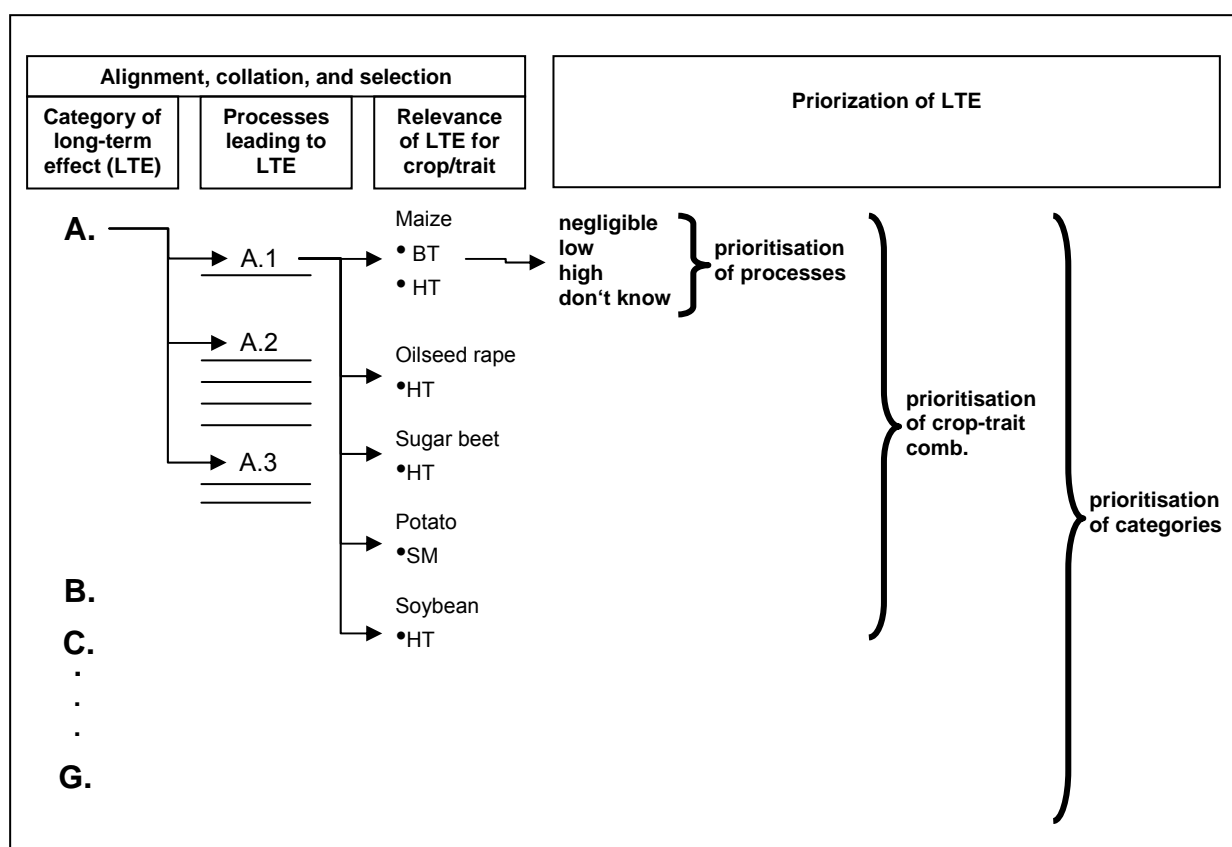 Alignment, collation, and selection
Category of
long-term
effect (LTE)
Processes
leading to
LTE
Relevance
of LTE for
crop/trait
Priorization of LTE
A.
A.1
A.2
A.3
B.
C.
.
.
.
G.
Maize
• BT
• HT
Oilseed rape
•HT
Sugar beet
•HT
Potato
•SM
Soybean
•HT
negligible
low
high
don‘t know
prioritisation
of processes
prioritisation
of crop-trait
comb.
prioritisation
of categories